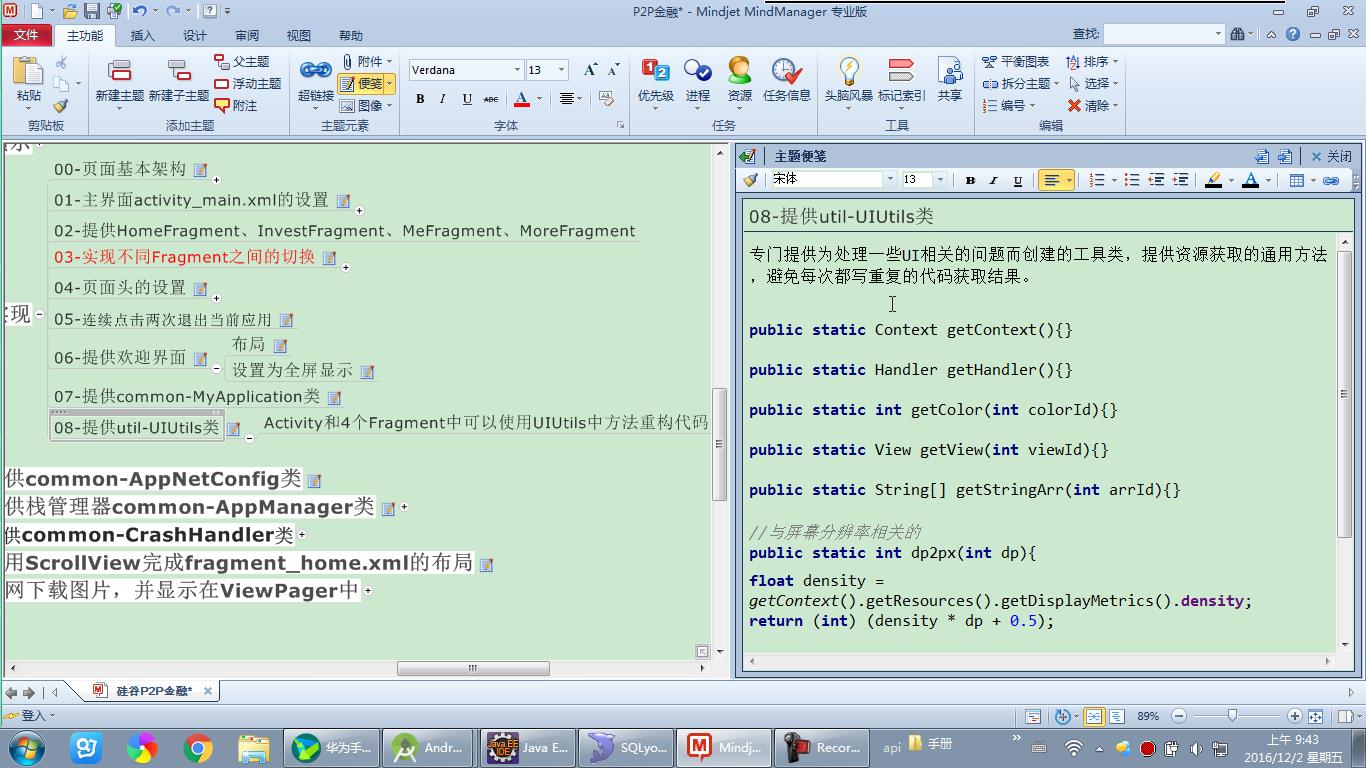 P2P金融* - Mindjet MindManager 专业版
文件 主功能 插入 设计 审阅 视图 帮助 查找:
粘贴 新建主题 新建子主题 父主题 浮动主题 附注 超链接 附件 便笺 图像 Verdana 13 优先级 进程 资源 任务信息 头脑风暴 标记索引 共享 平衡图表 拆分主题 编号 排序 选择 清除
B I U ABC A
剪贴板 添加主题 主题元素 字体 任务 工具 编辑
00-页面基本架构
01-主界面activity_main.xml的设置
02-提供HomeFragment、InvestFragment、MeFragment、MoreFragment
03-实现不同Fragment之间的切换
04-页面头的设置
现
05-连续点击两次退出当前应用
06-提供欢迎界面
布局
设置为全屏显示
07-提供common-MyApplication类
08-提供util-UIUtils类
Activity和4个Fragment中可以使用UIUtils中方法重构代码
供common-AppNetConfig类
供栈管理器common-AppManager类
供common-CrashHandler类
用ScrollView完成fragment_home.xml的布局
网下载图片，并显示在ViewPager中
主题便笺 关闭
宋体 13 B I U A
08-提供util-UIUtils类
专门提供为处理一些UI相关的问题而创建的工具类，提供资源获取的通用方法
，避免每次都写重复的代码获取结果。
public static Context getContext(){}
public static Handler getHandler(){}
public static int getColor(int colorId){}
public static View getView(int viewId){}
public static String[] getStringArr(int arrId){}
//与屏幕分辨率相关的
public static int dp2px(int dp){
float density =
getContext().getResources().getDisplayMetrics().density;
return (int) (density * dp + 0.5);
硅谷P2P金融*
登入 89%
华为手... Andr... Java E... SQLyo... Mindj... Recor... api 手册
上午 9:43
2016/12/2 星期五